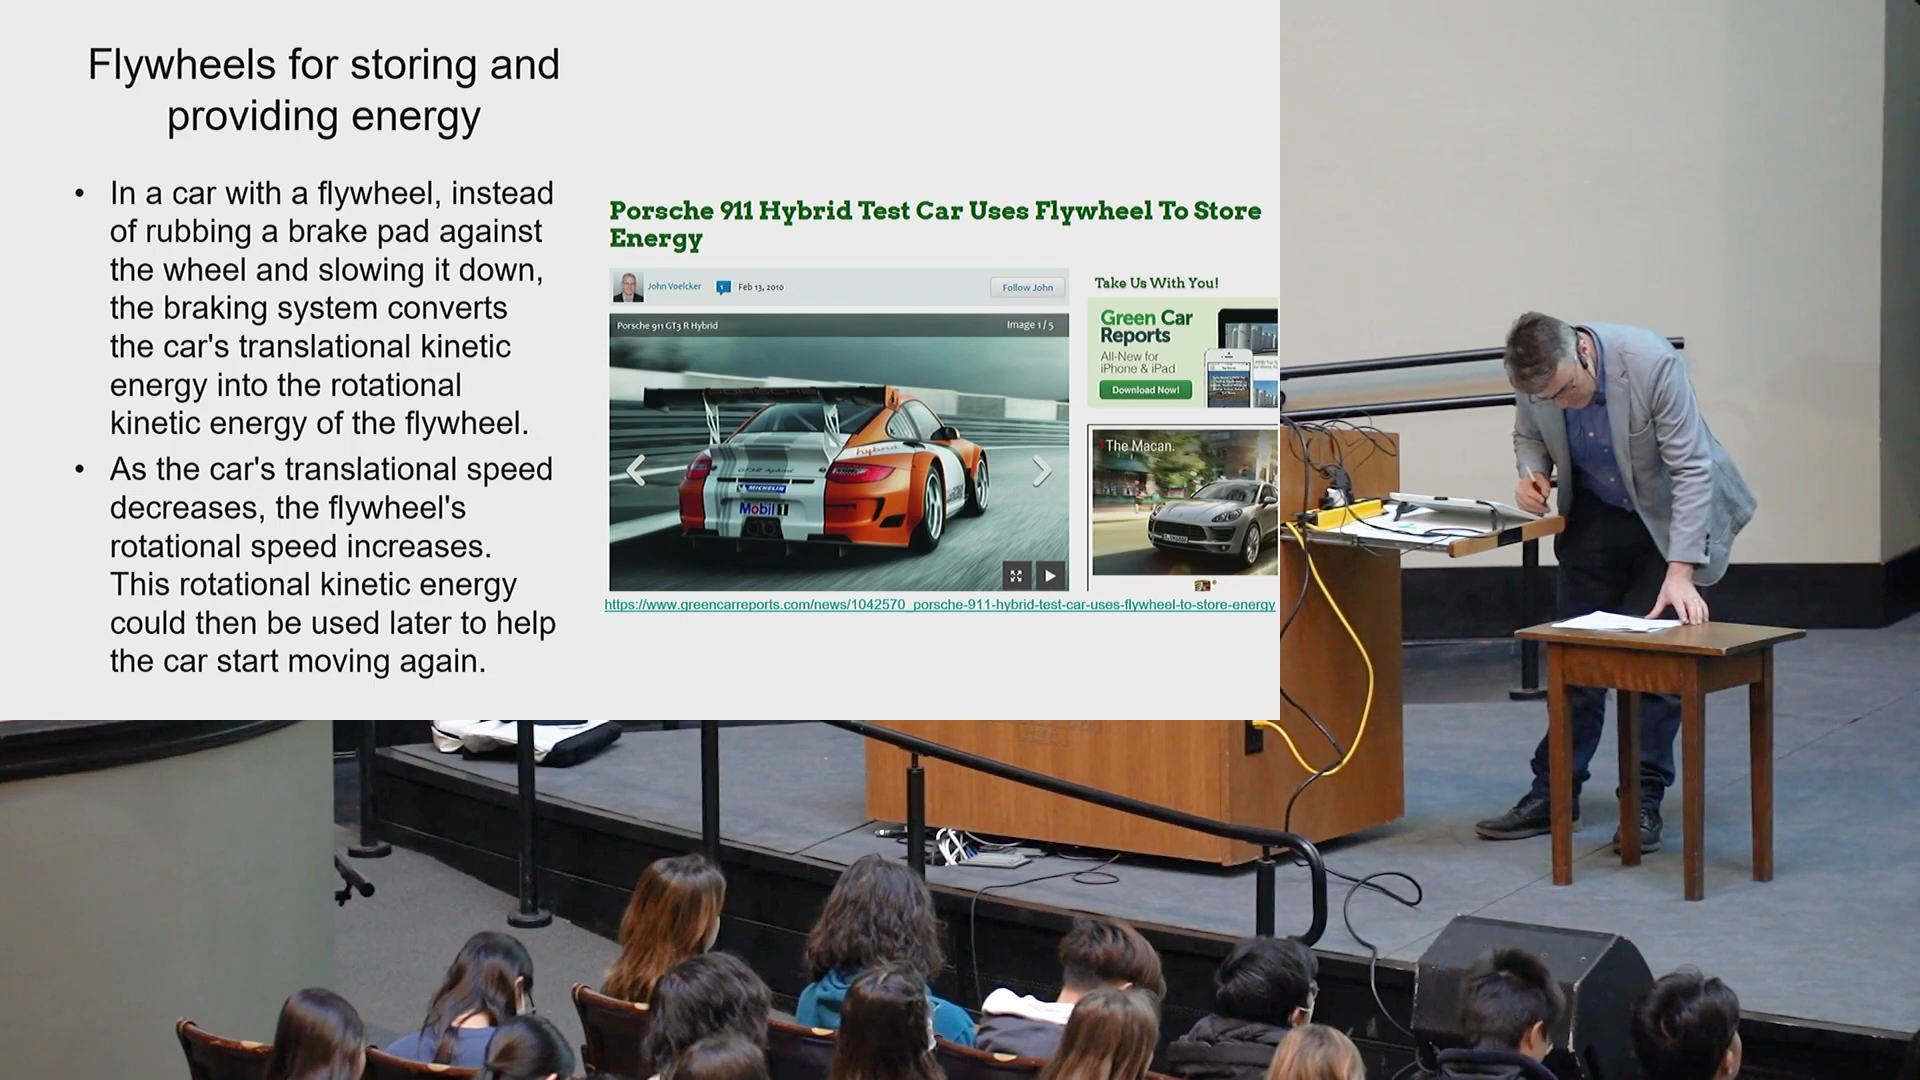 Flywheels for storing and
providing energy
• In a car with a flywheel, instead
of rubbing a brake pad against
the wheel and slowing it down,
the braking system converts
the car's translational kinetic
energy into the rotational
kinetic energy of the flywheel.
• As the car's translational speed
decreases, the flywheel's
rotational speed increases.
This rotational kinetic energy
could then be used later to help
the car start moving again.
Porsche 911 Hybrid Test Car Uses Flywheel To Store
Energy
John Voelcker
1
Feb 13, 2010
Follow John
Porsche 911 GT3 R Hybrid
Image 1 / 5
PORSCHE
hybrid
GT3R hybrid
MICHELIN
Mobil 1
Take Us With You!
Green Car
Reports
All-New for
iPhone & iPad
Download Now!
The Macan.
https://www.greencarreports.com/news/1042570_porsche-911-hybrid-test-car-uses-flywheel-to-store-energy